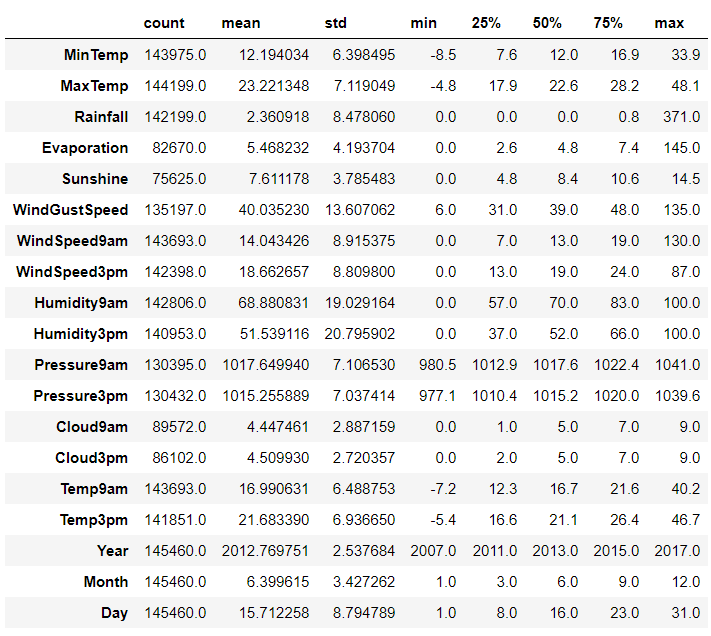 count mean std min 25% 50% 75% max
MinTemp 143975.0 12.194034 6.398495 -8.5 7.6 12.0 16.9 33.9
MaxTemp 144199.0 23.221348 7.119049 -4.8 17.9 22.6 28.2 48.1
Rainfall 142199.0 2.360918 8.478060 0.0 0.0 0.0 0.8 371.0
Evaporation 82670.0 5.468232 4.193704 0.0 2.6 4.8 7.4 145.0
Sunshine 75625.0 7.611178 3.785483 0.0 4.8 8.4 10.6 14.5
WindGustSpeed 135197.0 40.035230 13.607062 6.0 31.0 39.0 48.0 135.0
WindSpeed9am 143693.0 14.043426 8.915375 0.0 7.0 13.0 19.0 130.0
WindSpeed3pm 142398.0 18.662657 8.809800 0.0 13.0 19.0 24.0 87.0
Humidity9am 142806.0 68.880831 19.029164 0.0 57.0 70.0 83.0 100.0
Humidity3pm 140953.0 51.539116 20.795902 0.0 37.0 52.0 66.0 100.0
Pressure9am 130395.0 1017.649940 7.106530 980.5 1012.9 1017.6 1022.4 1041.0
Pressure3pm 130432.0 1015.255889 7.037414 977.1 1010.4 1015.2 1020.0 1039.6
Cloud9am 89572.0 4.447461 2.887159 0.0 1.0 5.0 7.0 9.0
Cloud3pm 86102.0 4.509930 2.720357 0.0 2.0 5.0 7.0 9.0
Temp9am 143693.0 16.990631 6.488753 -7.2 12.3 16.7 21.6 40.2
Temp3pm 141851.0 21.683390 6.936650 -5.4 16.6 21.1 26.4 46.7
Year 145460.0 2012.769751 2.537684 2007.0 2011.0 2013.0 2015.0 2017.0
Month 145460.0 6.399615 3.427262 1.0 3.0 6.0 9.0 12.0
Day 145460.0 15.712258 8.794789 1.0 8.0 16.0 23.0 31.0